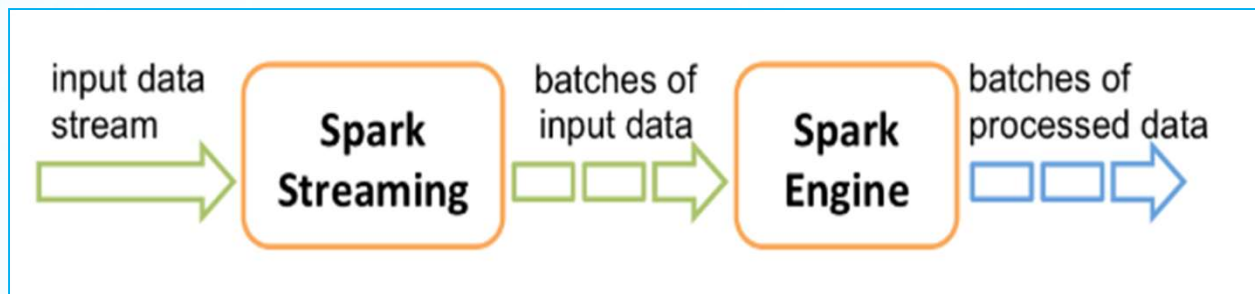 input data
stream
Spark
Streaming
batches of
input data
Spark
Engine
batches of
processed data